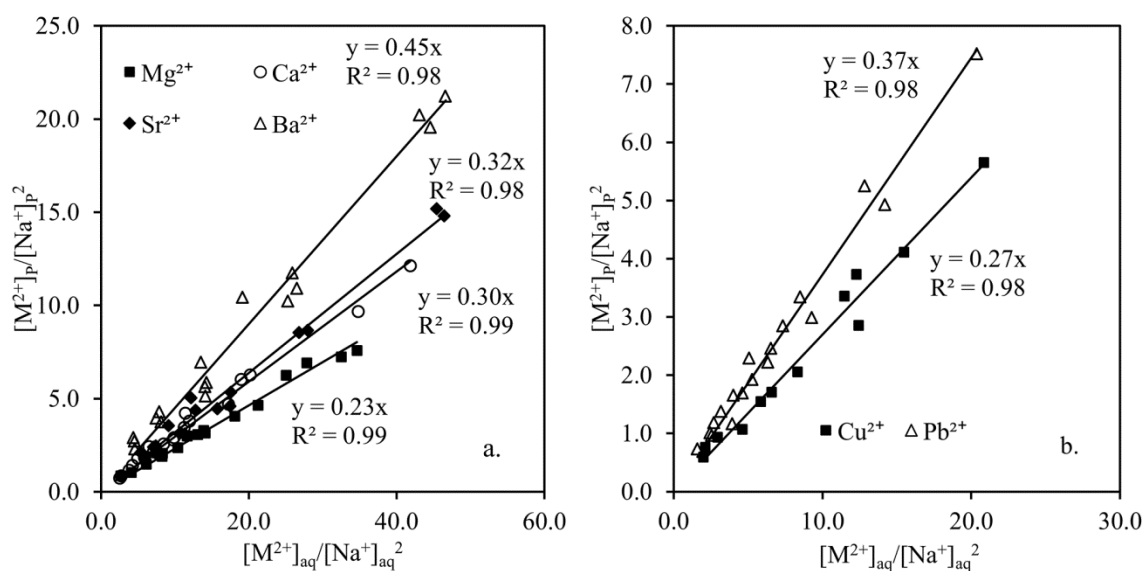 25.0
20.0
15.0
10.0
5.0
0.0
[M²⁺]ₚ/[Na⁺]ₚ²
Mg²⁺
Ca²⁺
Sr²⁺
Ba²⁺
y = 0.45x
R² = 0.98
y = 0.32x
R² = 0.98
y = 0.30x
R² = 0.99
y = 0.23x
R² = 0.99
a.
0.0 20.0 40.0 60.0
[M²⁺]aq/[Na⁺]aq²
8.0
7.0
6.0
5.0
4.0
3.0
2.0
1.0
0.0
[M²⁺]ₚ/[Na⁺]ₚ²
y = 0.37x
R² = 0.98
y = 0.27x
R² = 0.98
Cu²⁺ Pb²⁺
b.
0.0 10.0 20.0 30.0
[M²⁺]aq/[Na⁺]aq²